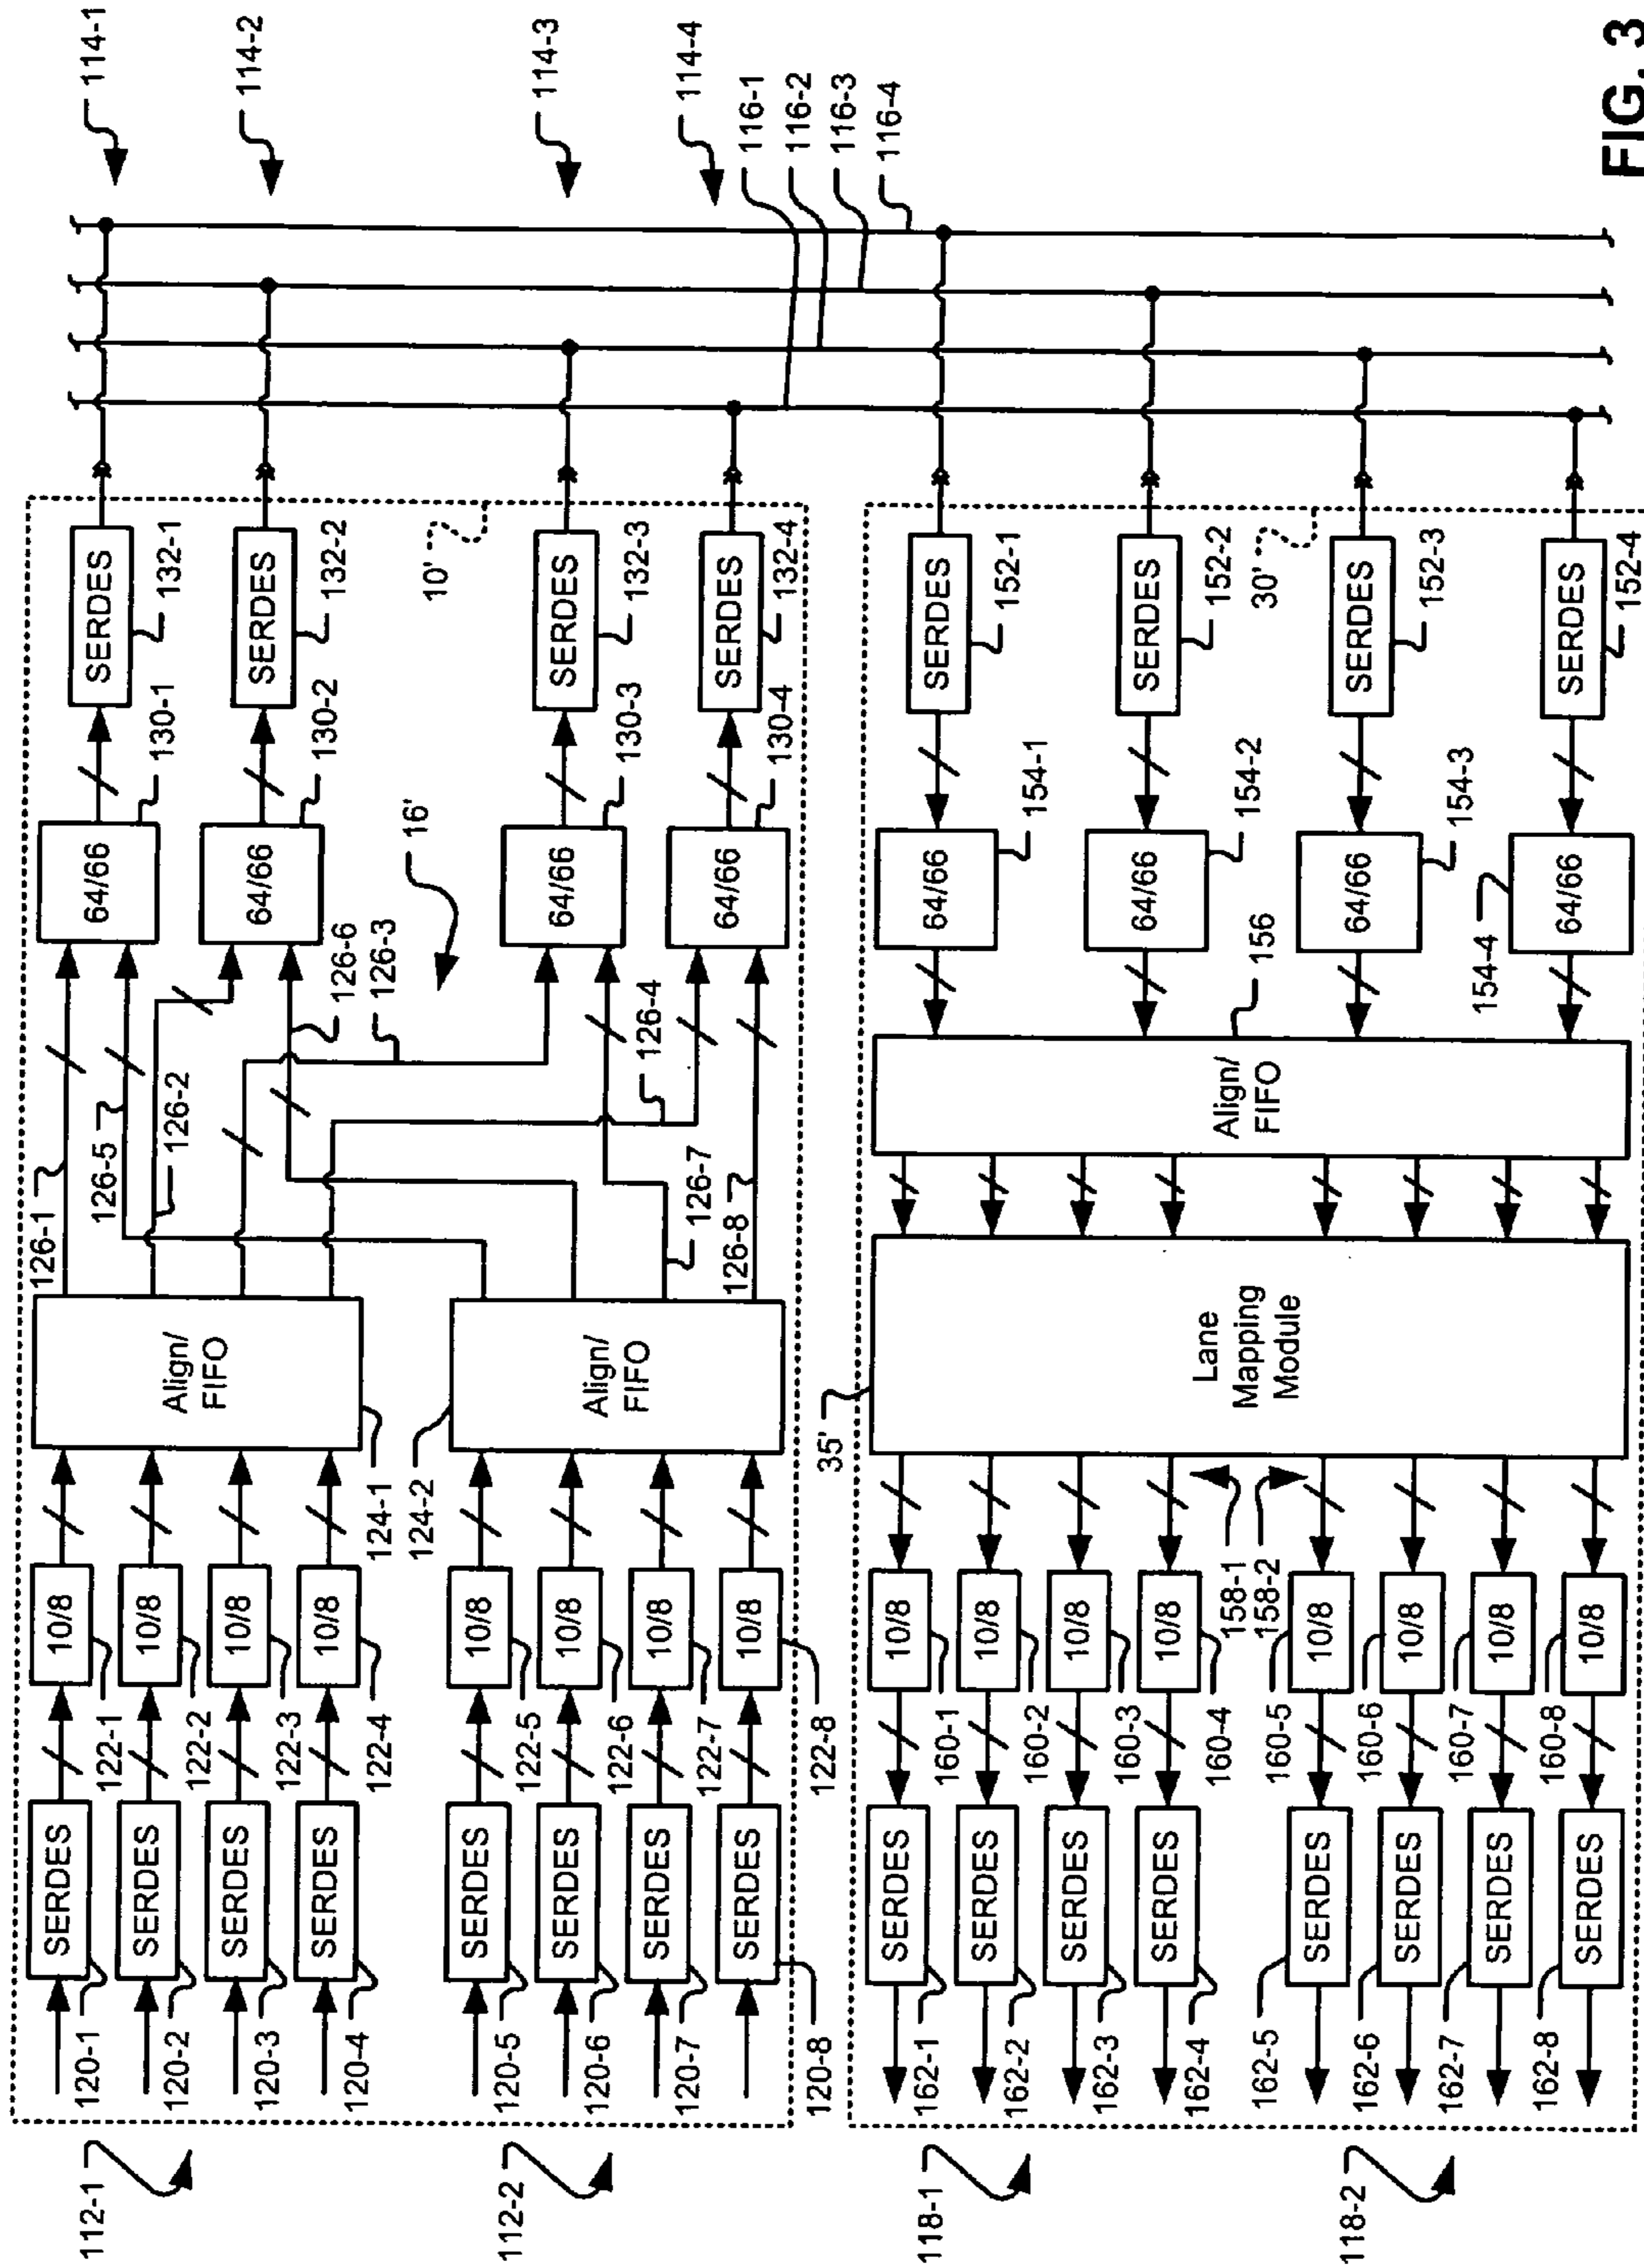 FIG. 3
114-1
114-2
114-3
114-4
116-1
116-2
116-3
116-4
10'
SERDES
132-1
SERDES
132-2
SERDES
132-3
SERDES
132-4
64/66
130-1
64/66
130-2
64/66
130-3
64/66
130-4
16'
126-1
126-5
126-2
126-6
126-3
126-4
126-7
126-8
Align/
FIFO
124-1
Align/
FIFO
124-2
10/8
122-1
10/8
122-2
10/8
122-3
10/8
122-4
10/8
122-5
10/8
122-6
10/8
122-7
10/8
122-8
SERDES
120-1
SERDES
120-2
SERDES
120-3
SERDES
120-4
SERDES
120-5
SERDES
120-6
SERDES
120-7
SERDES
120-8
112-1
112-2
30'
SERDES
152-1
SERDES
152-2
SERDES
152-3
SERDES
152-4
64/66
154-1
64/66
154-2
64/66
154-3
64/66
154-4
156
Align/
FIFO
35'
Lane
Mapping
Module
158-1
158-2
10/8
160-1
10/8
160-2
10/8
160-3
10/8
160-4
10/8
160-5
10/8
160-6
10/8
160-7
10/8
160-8
SERDES
162-1
SERDES
162-2
SERDES
162-3
SERDES
162-4
SERDES
162-5
SERDES
162-6
SERDES
162-7
SERDES
162-8
118-1
118-2